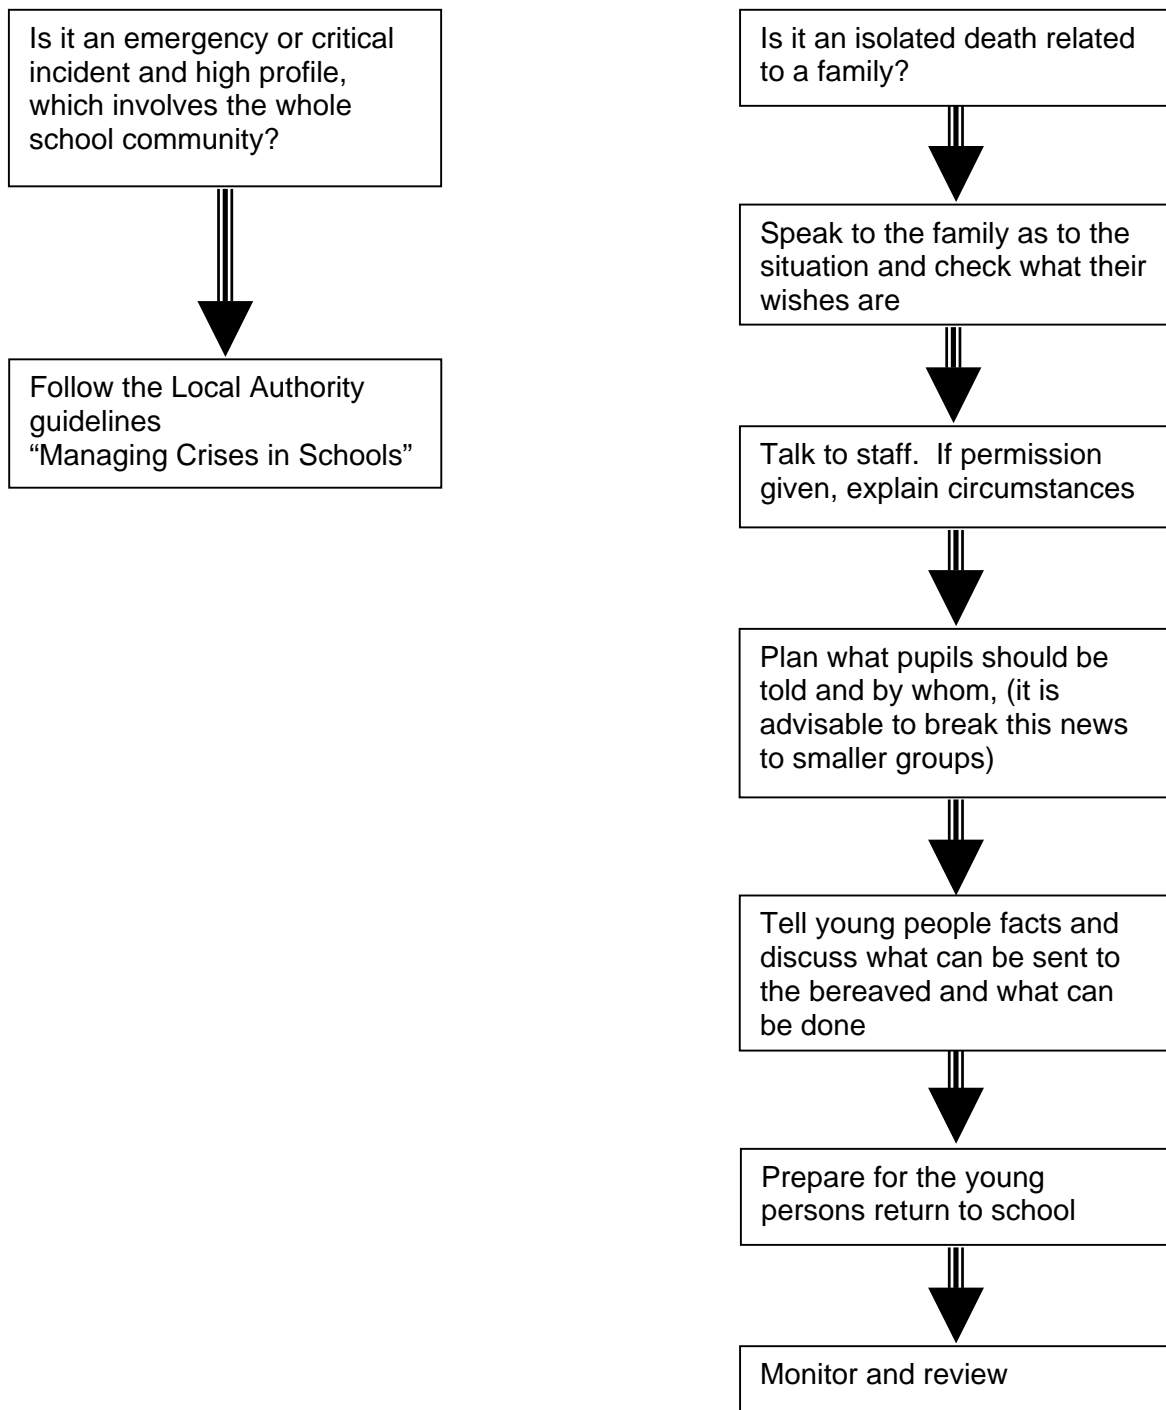 Is it an emergency or critical
incident and high profile,
which involves the whole
school community?
Follow the Local Authority
guidelines
“Managing Crises in Schools”
Is it an isolated death related
to a family?
Speak to the family as to the
situation and check what their
wishes are
Talk to staff.  If permission
given, explain circumstances
Plan what pupils should be
told and by whom, (it is
advisable to break this news
to smaller groups)
Tell young people facts and
discuss what can be sent to
the bereaved and what can
be done
Prepare for the young
persons return to school
Monitor and review